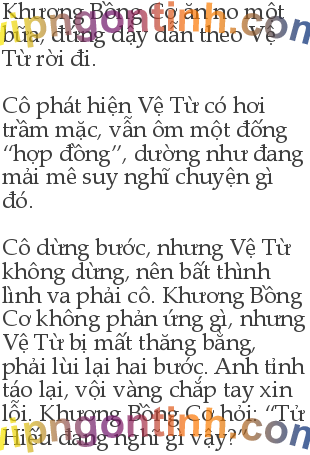 Khương Bồng Cơ ăn no một
bữa, đứng dậy dẫn theo Vệ
Từ rời đi.
Cô phát hiện Vệ Từ có hơi
trầm mặc, vẫn ôm một đống
“hợp đồng”, dường như đang
mải mê suy nghĩ chuyện gì
đó.
Cô dừng bước, nhưng Vệ Từ
không dừng, nên bất thình
lình va phải cô. Khương Bồng
Cơ không phản ứng gì, nhưng
Vệ Từ bị mất thăng bằng,
phải lùi lại hai bước. Anh tỉnh
táo lại, vội vàng chắp tay xin
lỗi. Khương Bồng Cơ hỏi: “Tử
Hiếu đang nghĩ gì vậy?”
vipngontinh.com
vipngontinh.com